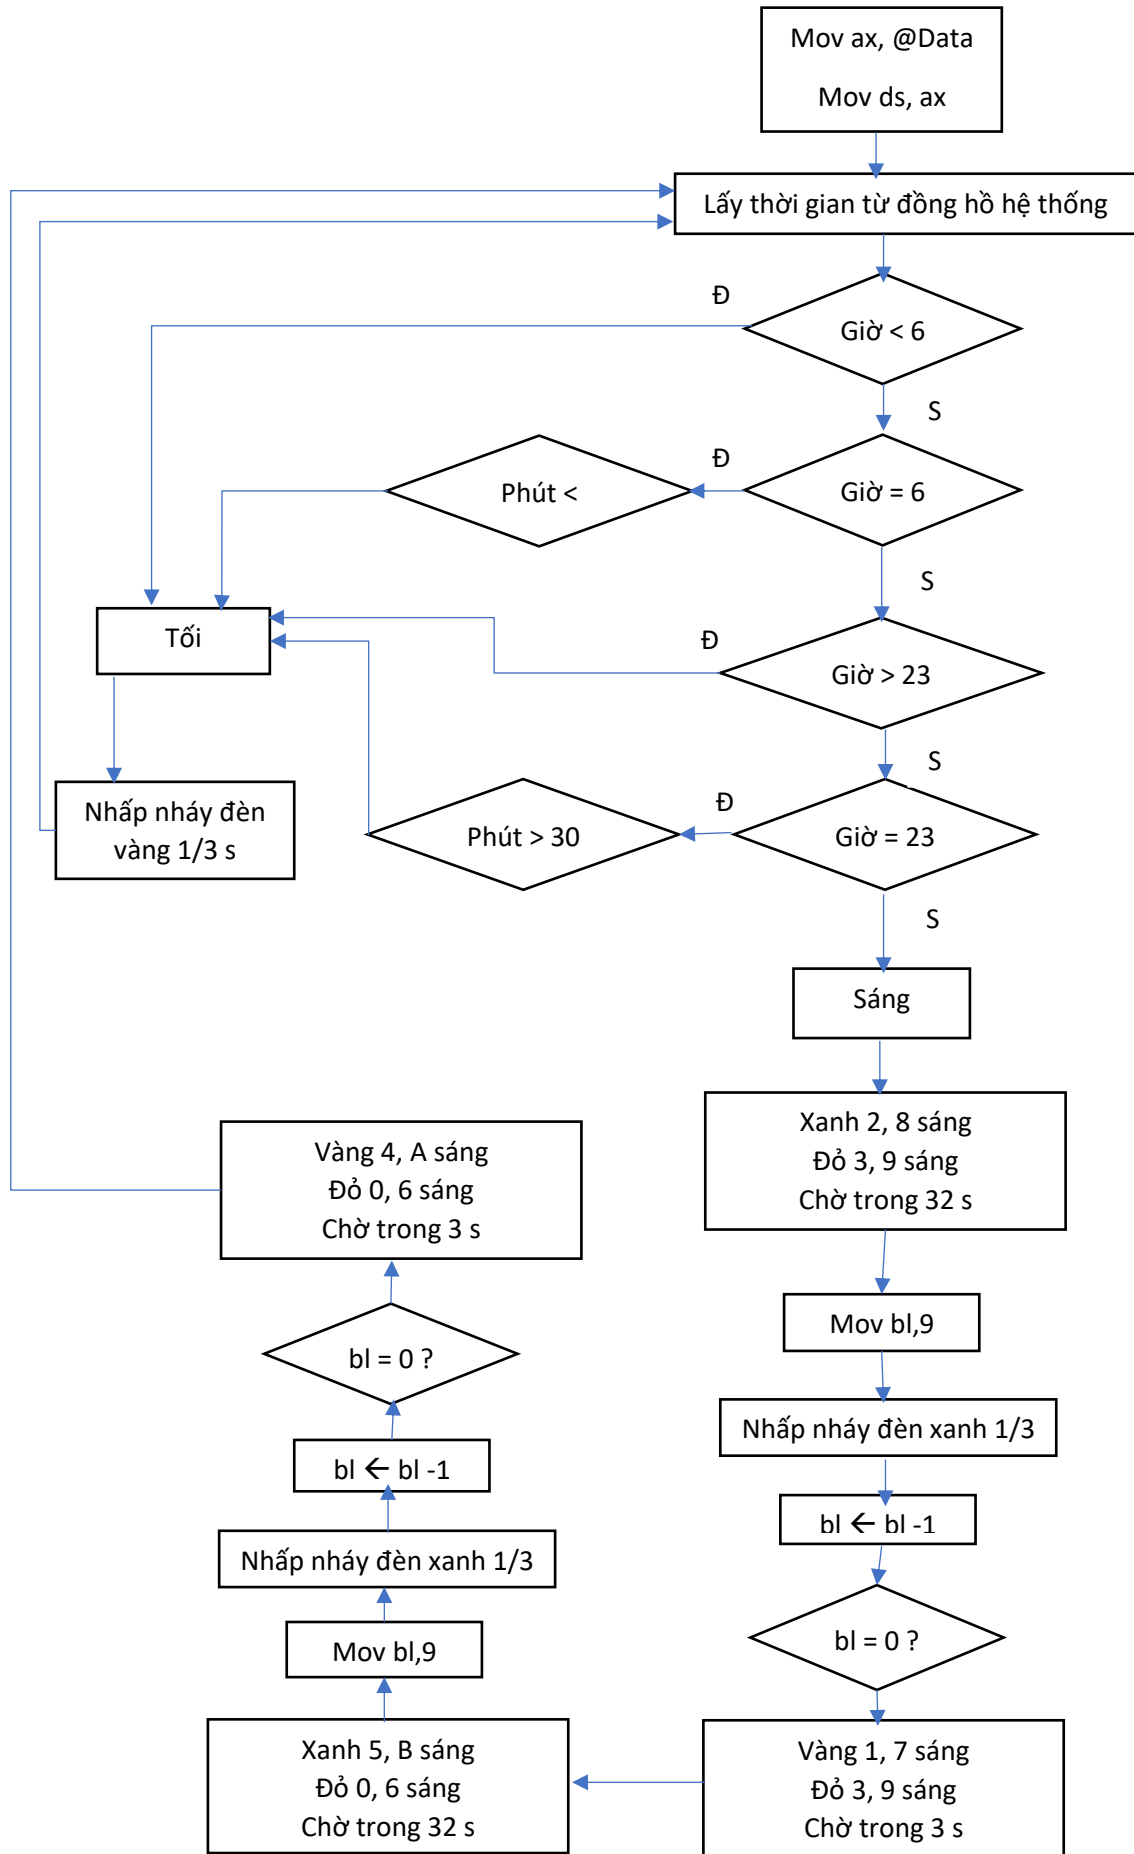 Mov ax, @Data
Mov ds, ax
Lấy thời gian từ đồng hồ hệ thống
Đ
Giờ < 6
S
Đ
Phút <
Giờ = 6
S
Tối
Đ
Giờ > 23
S
Nhấp nháy đèn
vàng 1/3 s
Đ
Phút > 30
Giờ = 23
S
Sáng
Xanh 2, 8 sáng
Đỏ 3, 9 sáng
Chờ trong 32 s
Mov bl,9
Nhấp nháy đèn xanh 1/3
bl ← bl -1
bl = 0 ?
Vàng 1, 7 sáng
Đỏ 3, 9 sáng
Chờ trong 3 s
Xanh 5, B sáng
Đỏ 0, 6 sáng
Chờ trong 32 s
Mov bl,9
Nhấp nháy đèn xanh 1/3
bl ← bl -1
bl = 0 ?
Vàng 4, A sáng
Đỏ 0, 6 sáng
Chờ trong 3 s